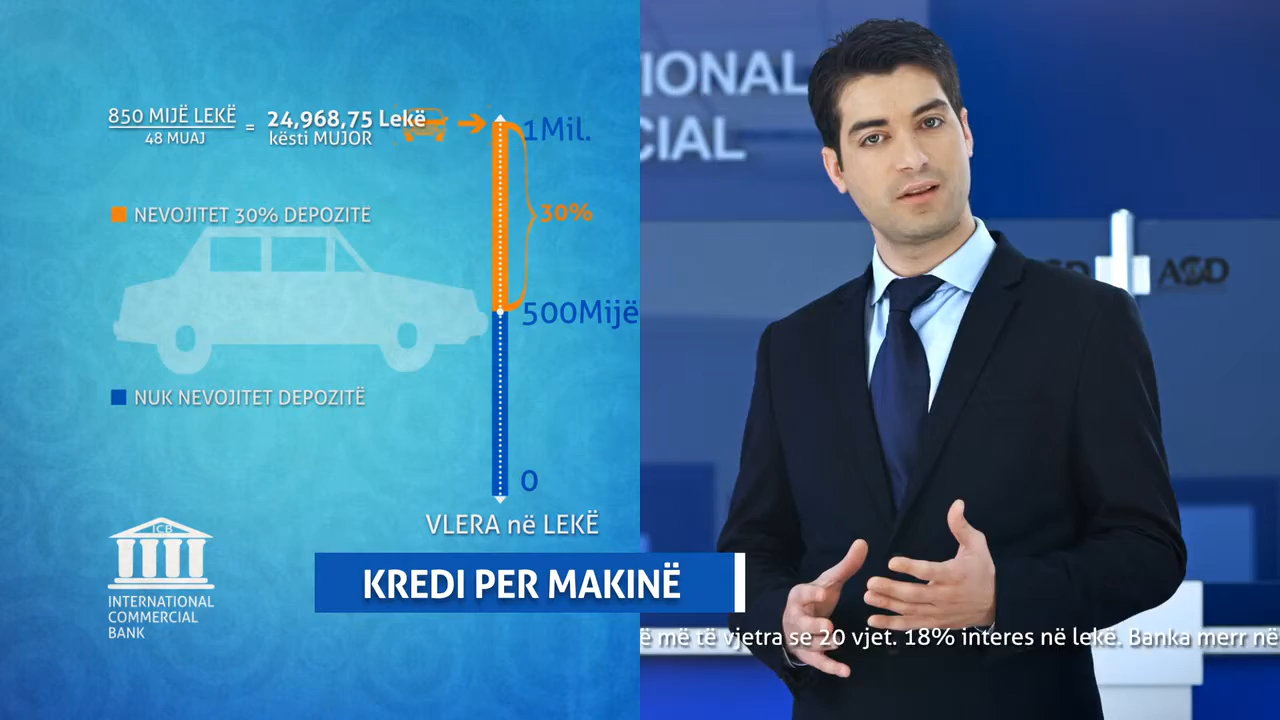 850 MIJË LEKË
48 MUAJ
=
24,968,75 Lekë
kësti MUJOR
1Mil.
NEVOJITET 30% DEPOZITË
30%
500Mijë
NUK NEVOJITET DEPOZITË
0
VLERA në LEKË
ICB
INTERNATIONAL
COMMERCIAL
BANK
KREDI PER MAKINË
IONAL
CIAL
ASD
më të vjetra se 20 vjet. 18% interes në lekë. Banka merr në